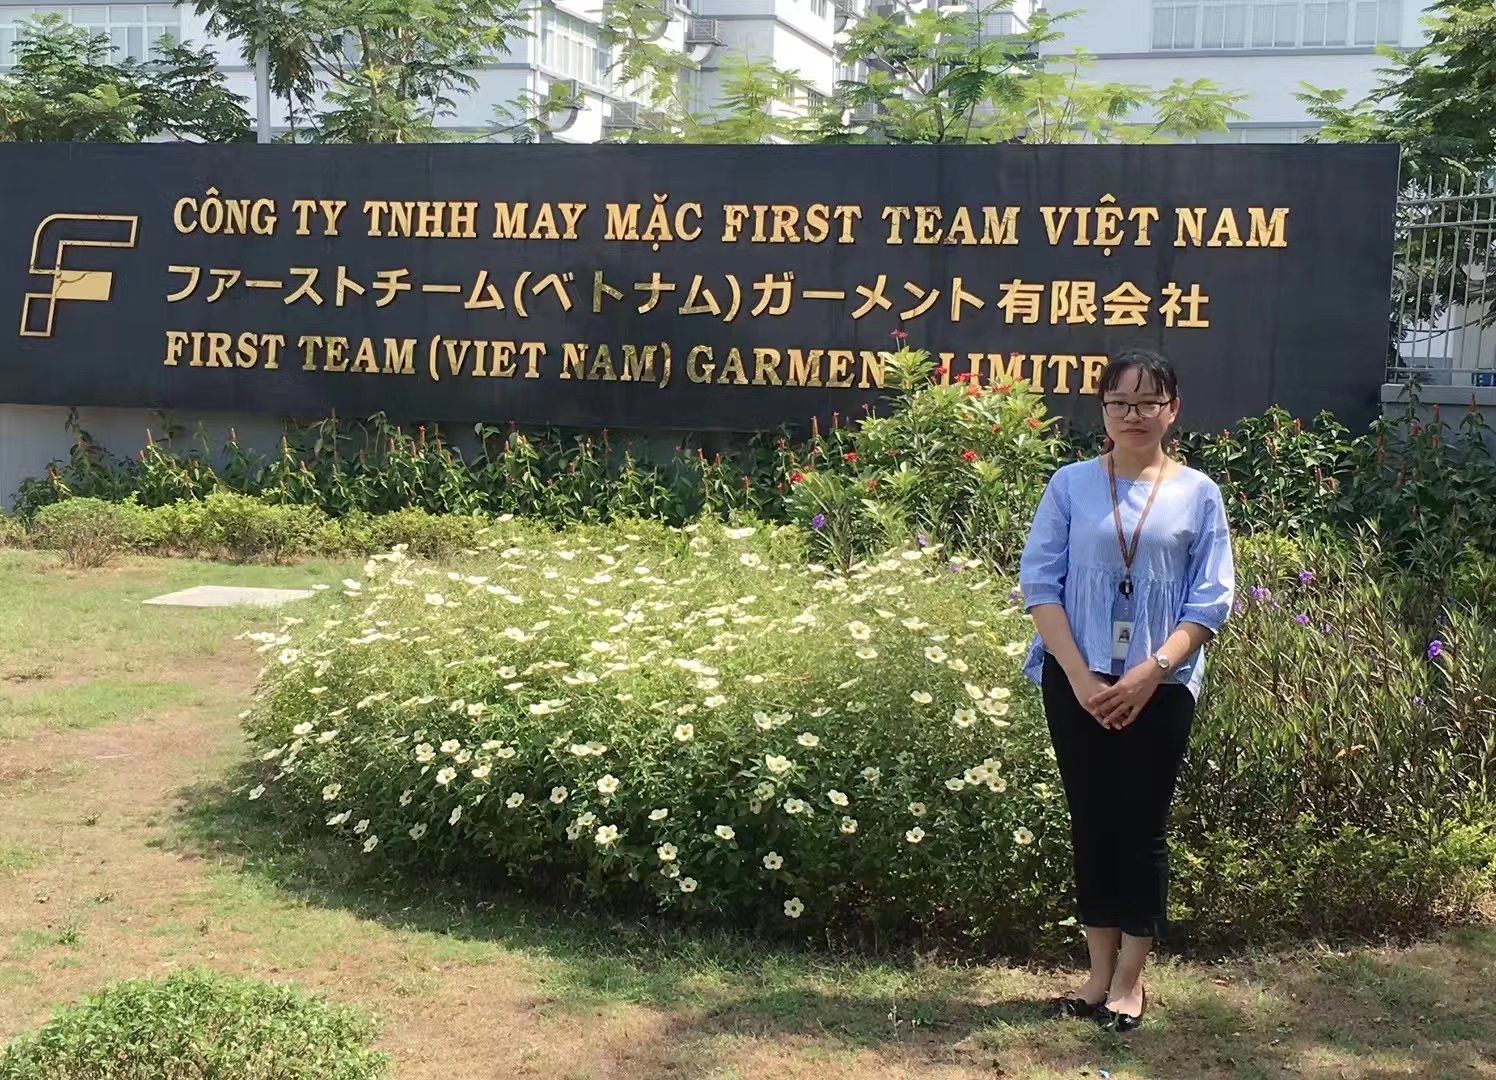 CÔNG TY TNHH MAY MẶC FIRST TEAM VIỆT NAM
ファーストチーム(ベトナム)ガーメント有限会社
FIRST TEAM (VIET NAM) GARMEN LIMITE